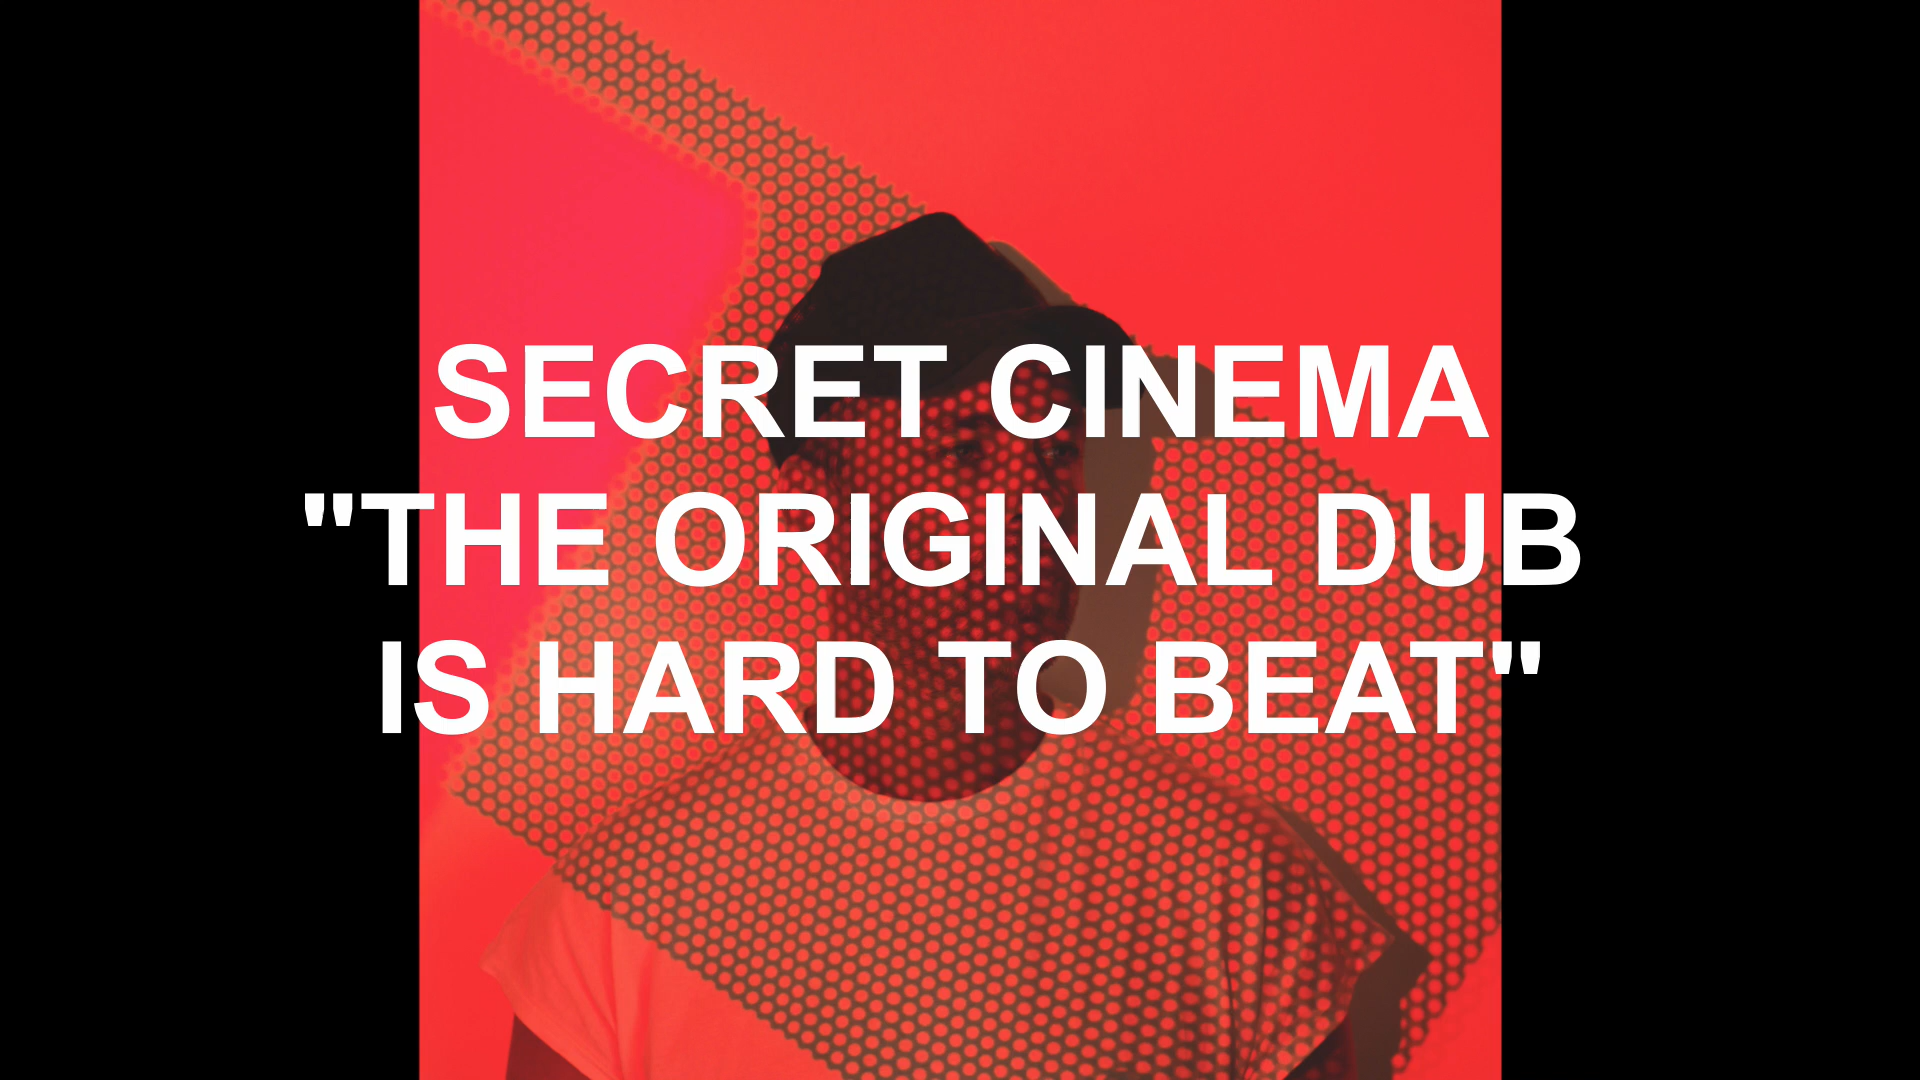 SECRET CINEMA
"THE ORIGINAL DUB
IS HARD TO BEAT"